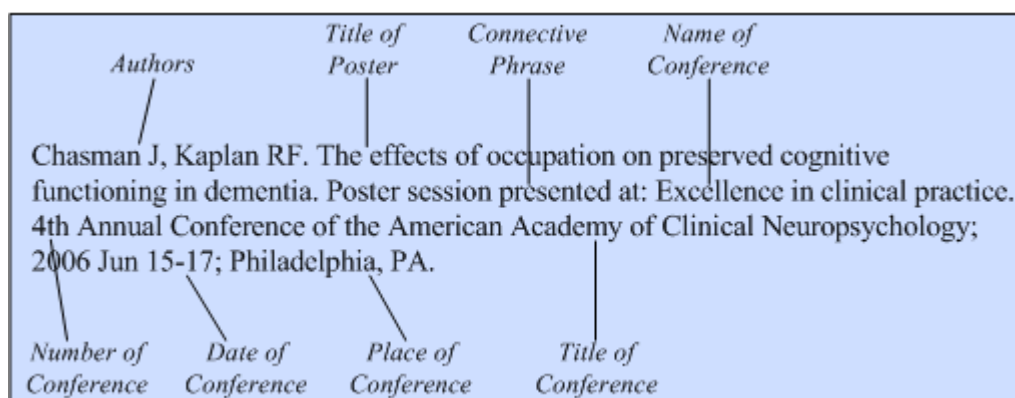 Title of Connective Name of
Authors Poster Phrase Conference
Chasman J, Kaplan RF. The effects of occupation on preserved cognitive
functioning in dementia. Poster session presented at: Excellence in clinical practice.
4th Annual Conference of the American Academy of Clinical Neuropsychology;
2006 Jun 15-17; Philadelphia, PA.
Number of Date of Place of Title of
Conference Conference Conference Conference